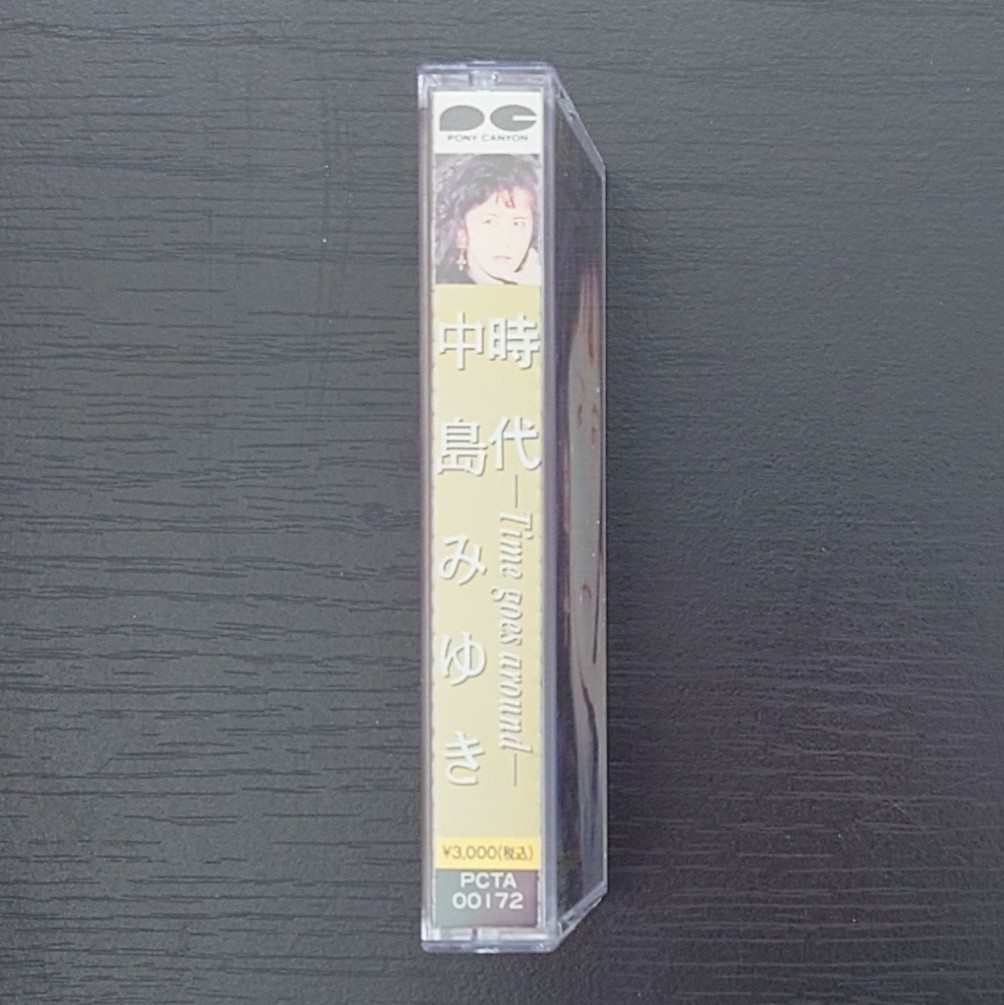 PONY CANYON
時代
—Time goes around—
中島みゆき
¥3,000(税込)
PCTA
00172